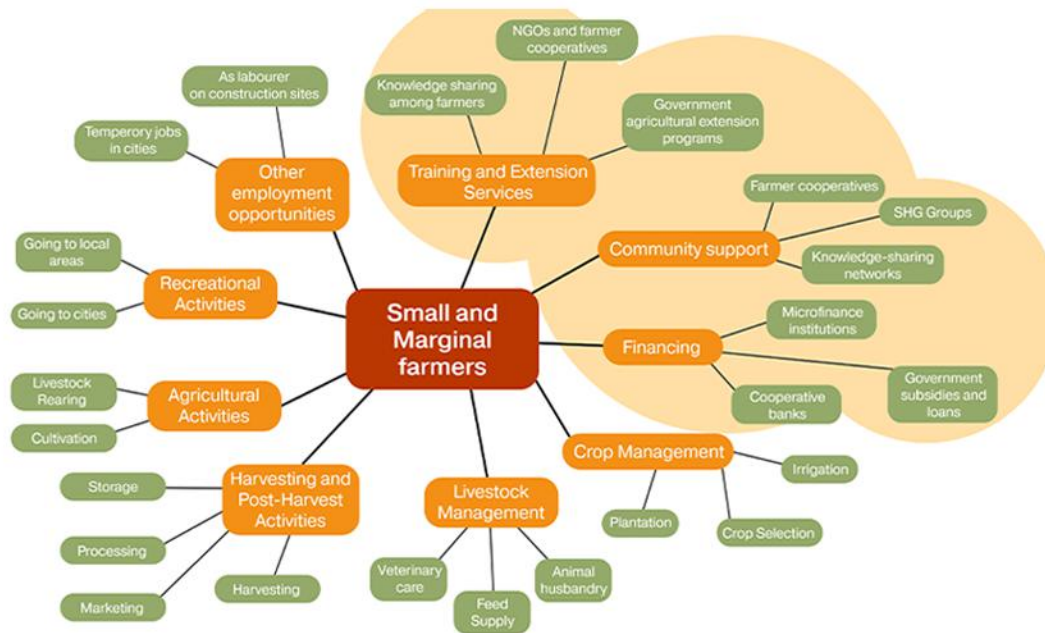 NGOs and farmer
cooperatives
As labourer
on construction sites
Knowledge sharing
among farmers
Government
agricultural extension
programs
Temperory jobs
in cities
Other
employment
opportunities
Training and Extension
Services
Farmer cooperatives
SHG Groups
Community support
Knowledge-sharing
networks
Going to local
areas
Recreational
Activities
Going to cities
Small and
Marginal
farmers
Microfinance
institutions
Financing
Government
subsidies and
loans
Cooperative
banks
Livestock
Rearing
Agricultural
Activities
Cultivation
Crop Management
Irrigation
Plantation
Crop Selection
Storage
Harvesting and
Post-Harvest
Activities
Processing
Marketing
Harvesting
Livestock
Management
Veterinary
care
Feed
Supply
Animal
husbandry